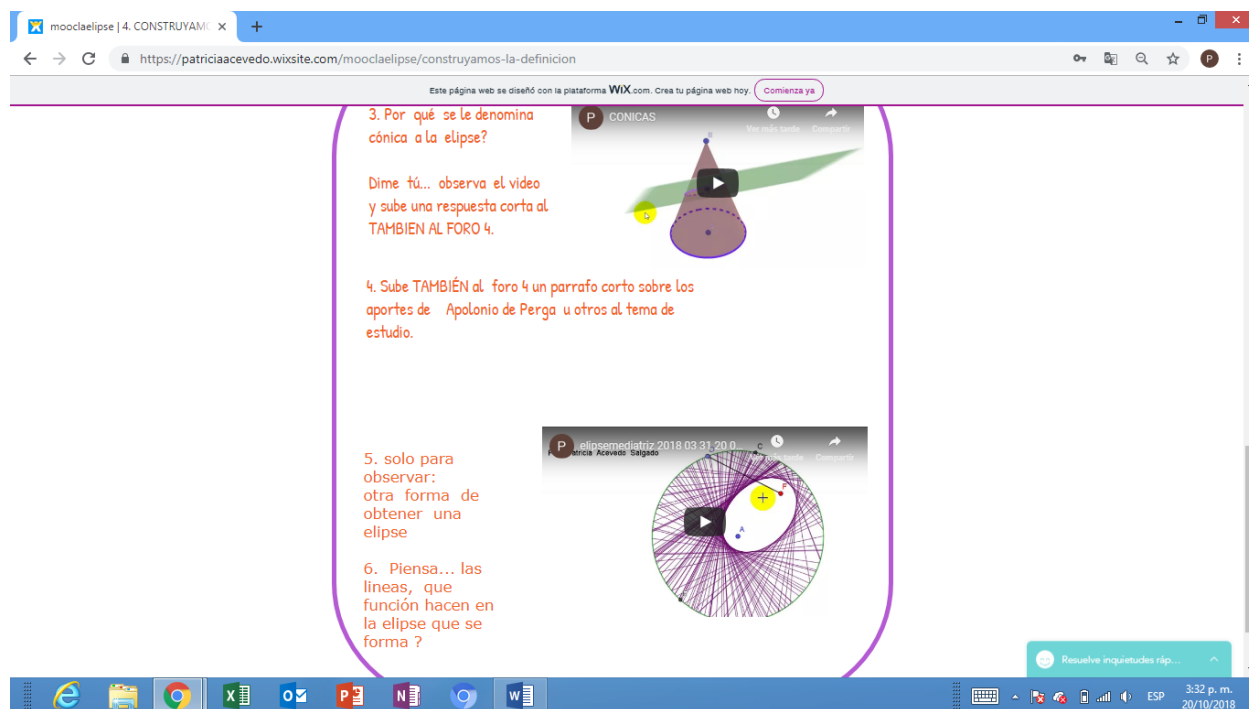 mooclaelipse | 4. CONSTRUYAM
https://patriciaacevedo.wixsite.com/mooclaelipse/construyamos-la-definicion
P
Este página web se diseñó con la plataforma WiX.com. Crea tu página web hoy. Comienza ya
3. Por qué se le denomina
cónica a la elipse?
Dime tú... observa el video
y sube una respuesta corta al
TAMBIEN AL FORO 4.
P CONICAS
Ver más tarde Compartir
4. Sube TAMBIÉN al foro 4 un parrafo corto sobre los
aportes de Apolonio de Perga u otros al tema de
estudio.
5. solo para
observar:
otra forma de
obtener una
elipse
6. Piensa... las
lineas, que
función hacen en
la elipse que se
forma ?
P elipsemediatriz 2018 03 31 20 0...
Patricia Acevedo Salgado
Ver más tarde Compartir
C
F
A
Resuelve inquietudes ráp...
ESP
3:32 p. m.
20/10/2018